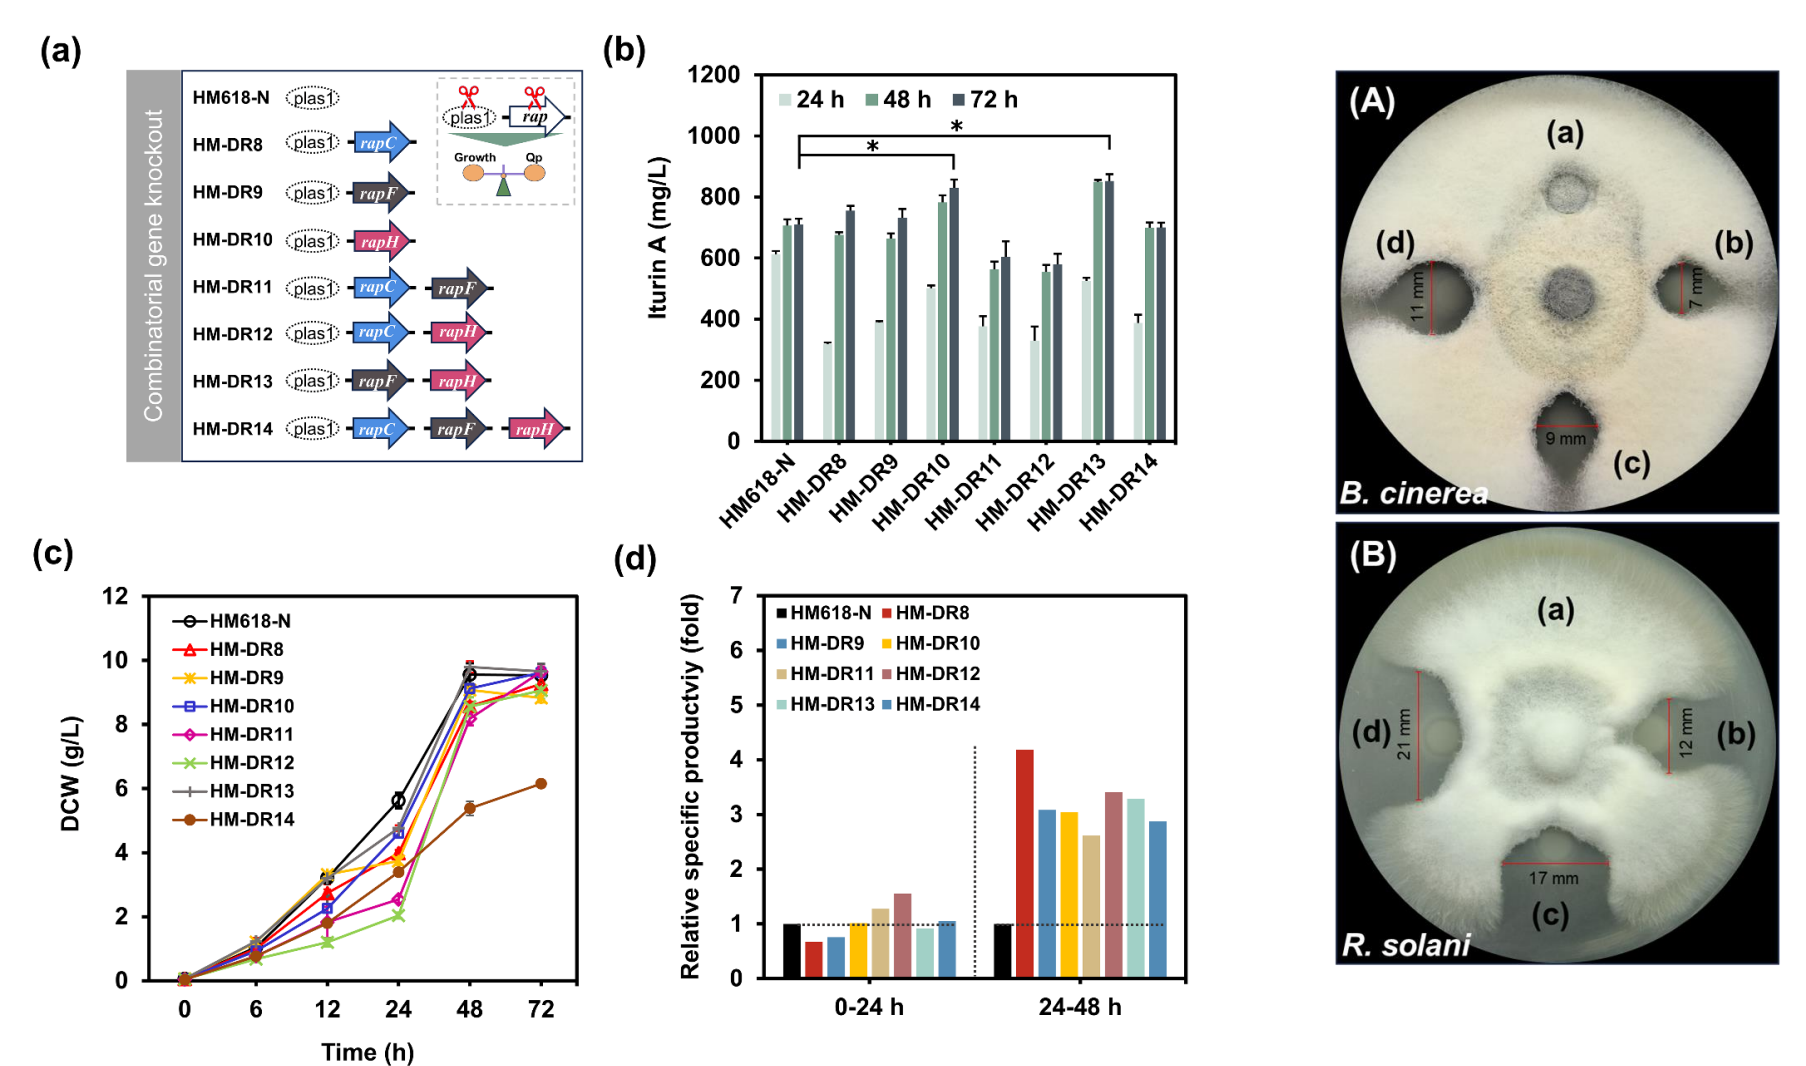 (a)
Combinatorial gene knockout
HM618-N plas1
HM-DR8 plas1 rapC
HM-DR9 plas1 rapF
HM-DR10 plas1 rapH
HM-DR11 plas1 rapC rapF
HM-DR12 plas1 rapC rapH
HM-DR13 plas1 rapF rapH
HM-DR14 plas1 rapC rapF rapH
plas1 rap
Growth Qp
(b)
Iturin A (mg/L)
1200
1000
800
600
400
200
0
24 h 48 h 72 h
*
*
HM618-N HM-DR8 HM-DR9 HM-DR10 HM-DR11 HM-DR12 HM-DR13 HM-DR14
(c)
DCW (g/L)
12
10
8
6
4
2
0
HM618-N
HM-DR8
HM-DR9
HM-DR10
HM-DR11
HM-DR12
HM-DR13
HM-DR14
0 6 12 24 48 72
Time (h)
(d)
Relative specific productviy (fold)
7
6
5
4
3
2
1
0
HM618-N HM-DR8
HM-DR9 HM-DR10
HM-DR11 HM-DR12
HM-DR13 HM-DR14
0-24 h 24-48 h
(A)
(a)
(d) (b)
11 mm
7 mm
9 mm
(c)
B. cinerea
(B)
(a)
(d) 21 mm 12 mm (b)
17 mm
(c)
R. solani